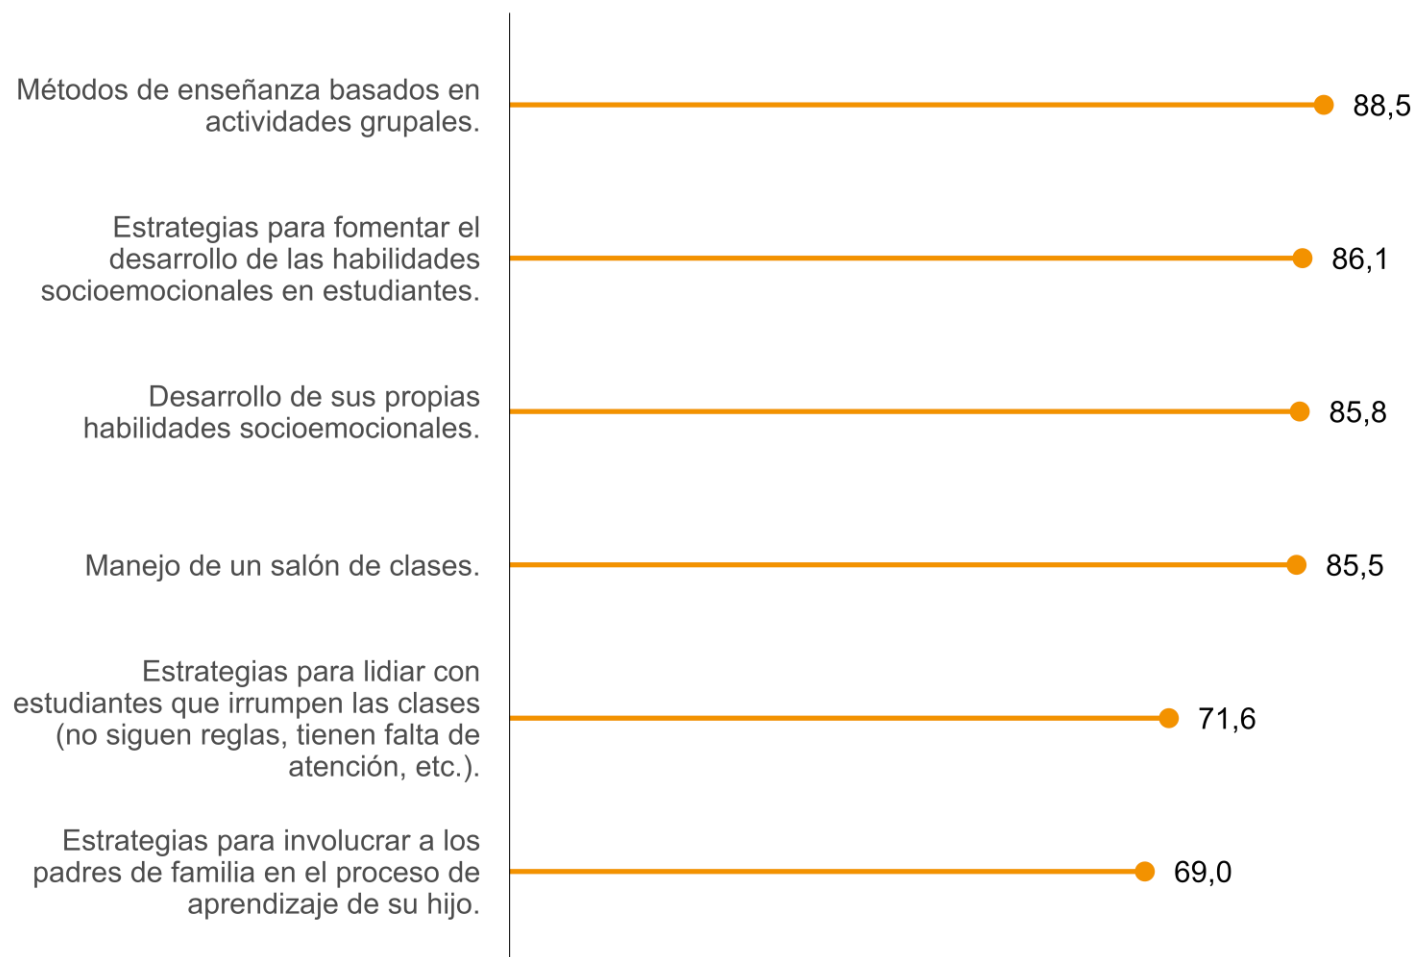 Métodos de enseñanza basados en
actividades grupales.
88,5
Estrategias para fomentar el
desarrollo de las habilidades
socioemocionales en estudiantes.
86,1
Desarrollo de sus propias
habilidades socioemocionales.
85,8
Manejo de un salón de clases.
85,5
Estrategias para lidiar con
estudiantes que irrumpen las clases
(no siguen reglas, tienen falta de
atención, etc.).
71,6
Estrategias para involucrar a los
padres de familia en el proceso de
aprendizaje de su hijo.
69,0